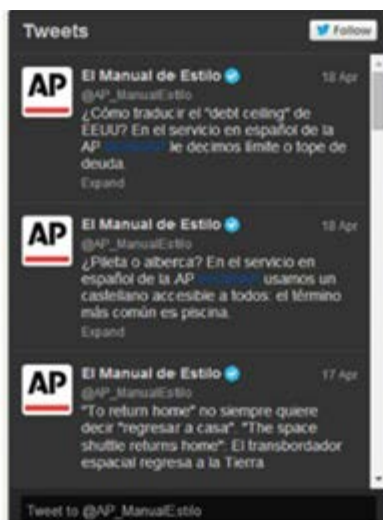 Tweets
Follow
AP
El Manual de Estilo
18 Apr
@AP_ManualEstilo
¿Cómo traducir el "debt ceiling" de
EEUU? En el servicio en español de la
AP le decimos límite o tope de
deuda.
Expand
AP
El Manual de Estilo
18 Apr
@AP_ManualEstilo
¿Pileta o alberca? En el servicio en
español de la AP usamos un
castellano accesible a todos: el término
más común es piscina.
Expand
AP
El Manual de Estilo
17 Apr
@AP_ManualEstilo
"To return home" no siempre quiere
decir "regresar a casa". "The space
shuttle returns home": El transbordador
espacial regresa a la Tierra
Tweet to @AP_ManualEstilo